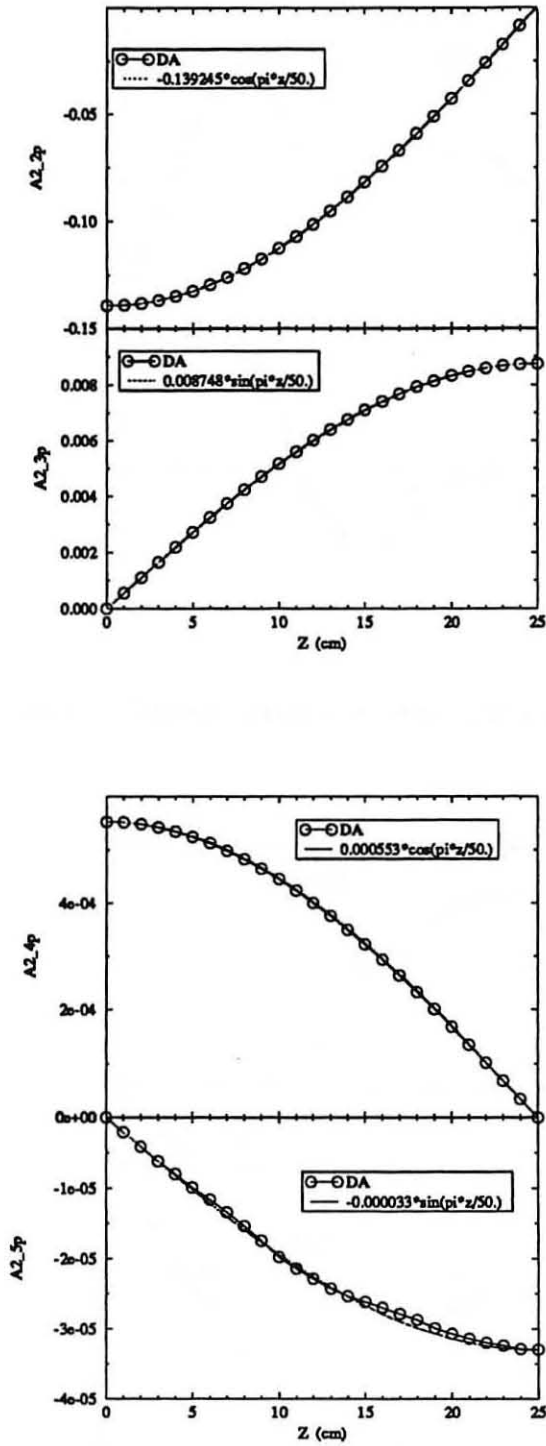 DA
-0.139245*cos(pi*z/50.)
-0.05
-0.10
-0.15
A2_2p
DA
0.008748*sin(pi*z/50.)
0.008
0.006
0.004
0.002
0.000
A2_3p
0 5 10 15 20 25
Z (cm)
DA
0.000553*cos(pi*z/50.)
4e-04
2e-04
0e+00
A2_4p
DA
-0.000033*sin(pi*z/50.)
-1e-05
-2e-05
-3e-05
-4e-05
A2_5p
0 5 10 15 20 25
Z (cm)